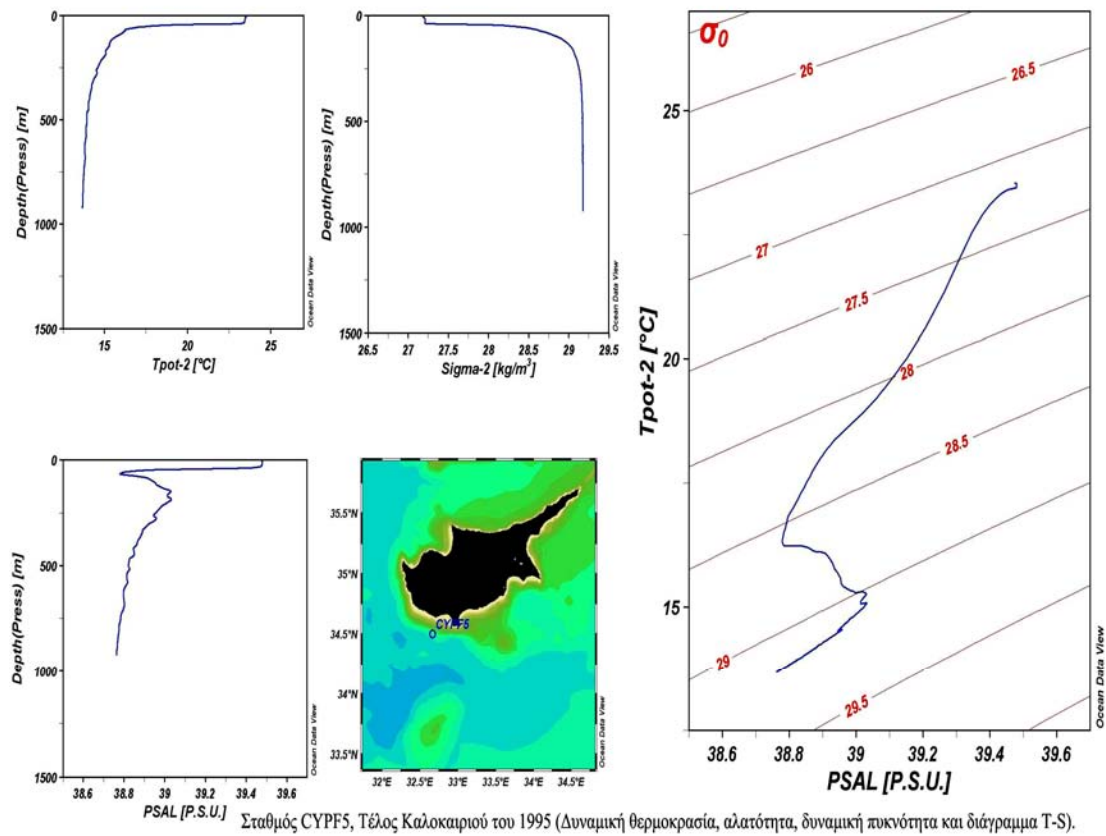 0
500
1000
1500
Depth(Press) [m]
15 20 25
Tpot-2 [°C]
Ocean Data View
0
500
1000
1500
Depth(Press) [m]
26.5 27 27.5 28 28.5 29 29.5
Sigma-2 [kg/m³]
Ocean Data View
σ0
26
26.5
27
27.5
28
28.5
29
29.5
25
20
15
Tpot-2 [°C]
38.6 38.8 39 39.2 39.4 39.6
PSAL [P.S.U.]
Ocean Data View
0
500
1000
1500
Depth(Press) [m]
38.6 38.8 39 39.2 39.4 39.6
PSAL [P.S.U.]
Ocean Data View
35.5°N
35°N
34.5°N
34°N
33.5°N
CYPF5
32°E 32.5°E 33°E 33.5°E 34°E 34.5°E
Ocean Data View
Σταθμός CYPF5, Τέλος Καλοκαιριού του 1995 (Δυναμική θερμοκρασία, αλατότητα, δυναμική πυκνότητα και διάγραμμα T-S).